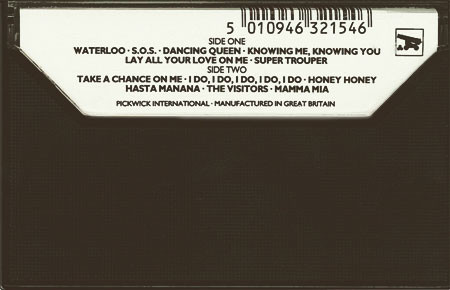 5 010946 321546
SIDE ONE
WATERLOO · S.O.S. · DANCING QUEEN · KNOWING ME, KNOWING YOU
LAY ALL YOUR LOVE ON ME · SUPER TROUPER
SIDE TWO
TAKE A CHANCE ON ME · I DO, I DO, I DO, I DO, I DO · HONEY HONEY
HASTA MANANA · THE VISITORS · MAMMA MIA
PICKWICK INTERNATIONAL · MANUFACTURED IN GREAT BRITAIN